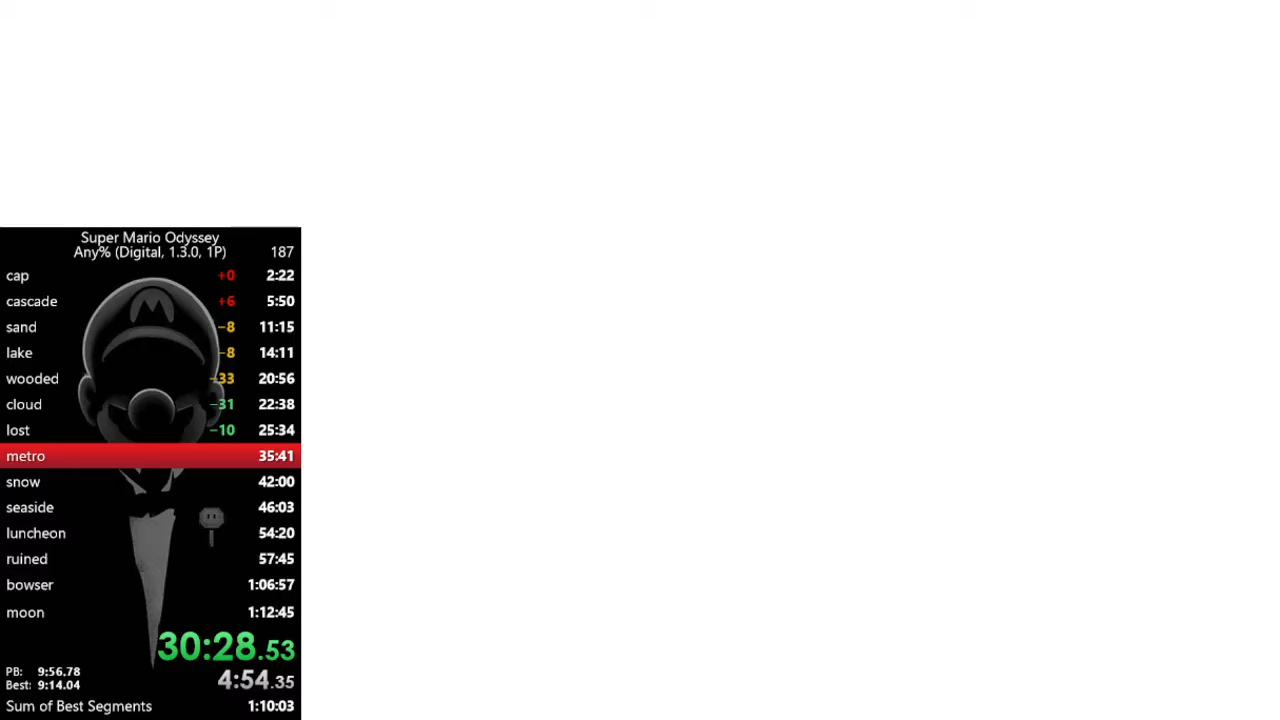 Super Mario Odyssey
Any% (Digital, 1.3.0, 1P) 187
cap +0 2:22
cascade +6 5:50
sand −8 11:15
lake −8 14:11
wooded −33 20:56
cloud −31 22:38
lost −10 25:34
metro 35:41
snow 42:00
seaside 46:03
luncheon 54:20
ruined 57:45
bowser 1:06:57
moon 1:12:45
30:28.53
PB: 9:56.78
Best: 9:14.04
4:54.35
Sum of Best Segments 1:10:03